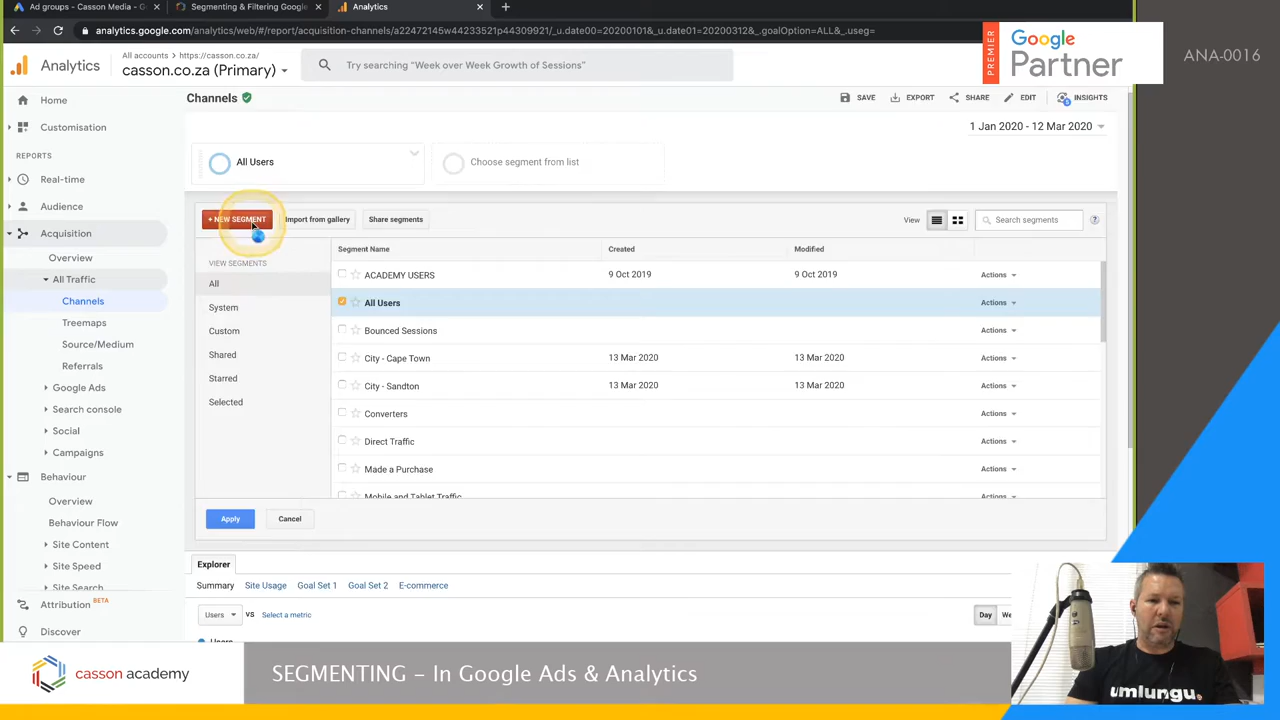 Ad groups - Casson Media - G
Segmenting & Filtering Google
Analytics
analytics.google.com/analytics/web/#/report/acquisition-channels/a22472145w44233521p44309921/_u.date00=20200101&_u.date01=20200312&_.goalOption=ALL&_.useg=
PREMIER
Google
Partner
ANA-0016
Analytics
All accounts > https://casson.co.za/
casson.co.za (Primary)
Try searching "Week over Week Growth of Sessions"
Home
Customisation
REPORTS
Real-time
Audience
Acquisition
Overview
All Traffic
Channels
Treemaps
Source/Medium
Referrals
Google Ads
Search console
Social
Campaigns
Behaviour
Overview
Behaviour Flow
Site Content
Site Speed
Site Search
Attribution BETA
Discover
Channels
SAVE
EXPORT
SHARE
EDIT
INSIGHTS
1 Jan 2020 - 12 Mar 2020
All Users
Choose segment from list
+ NEW SEGMENT
Import from gallery
Share segments
View
Search segments
VIEW SEGMENTS
All
System
Custom
Shared
Starred
Selected
Segment Name Created Modified
ACADEMY USERS 9 Oct 2019 9 Oct 2019 Actions
All Users Actions
Bounced Sessions Actions
City - Cape Town 13 Mar 2020 13 Mar 2020 Actions
City - Sandton 13 Mar 2020 13 Mar 2020 Actions
Converters Actions
Direct Traffic Actions
Made a Purchase Actions
Mobile and Tablet Traffic Actions
Apply
Cancel
Explorer
Summary Site Usage Goal Set 1 Goal Set 2 E-commerce
Users vs Select a metric
Day
Users
casson academy
SEGMENTING – In Google Ads & Analytics
umlungu.